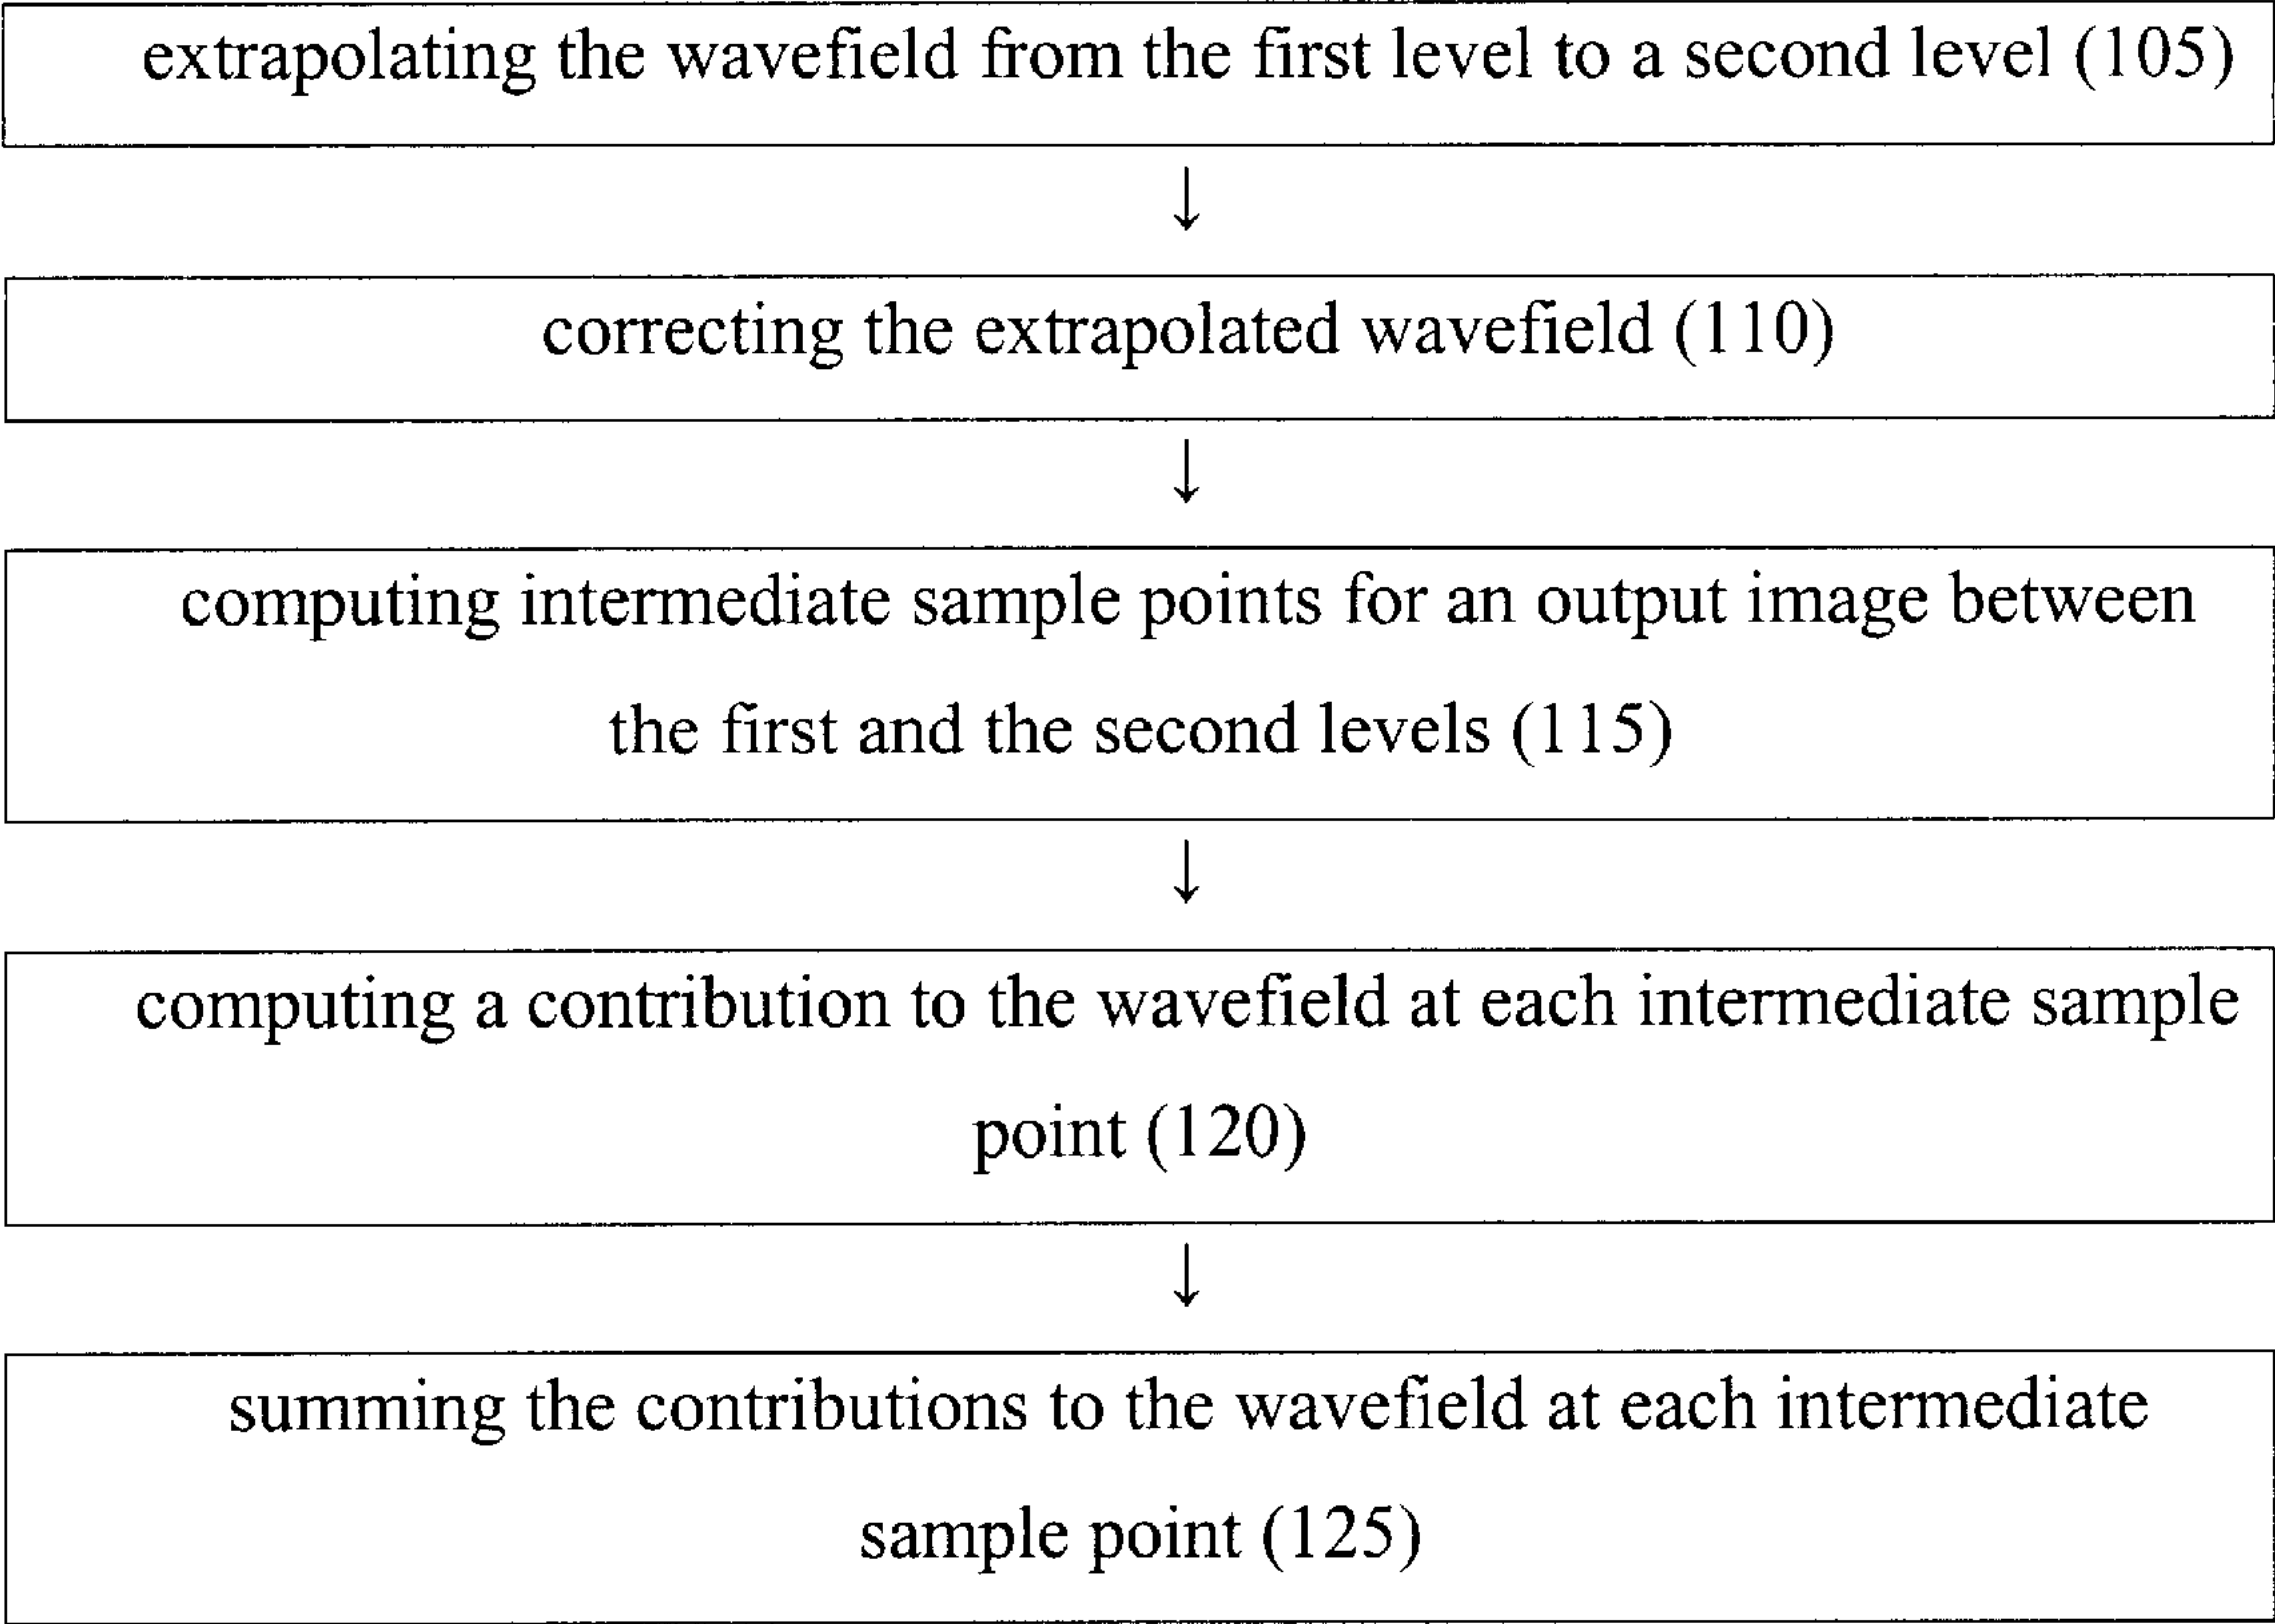 extrapolating the wavefield from the first level to a second level (105)
↓
correcting the extrapolated wavefield (110)
↓
computing intermediate sample points for an output image between
the first and the second levels (115)
↓
computing a contribution to the wavefield at each intermediate sample
point (120)
↓
summing the contributions to the wavefield at each intermediate
sample point (125)